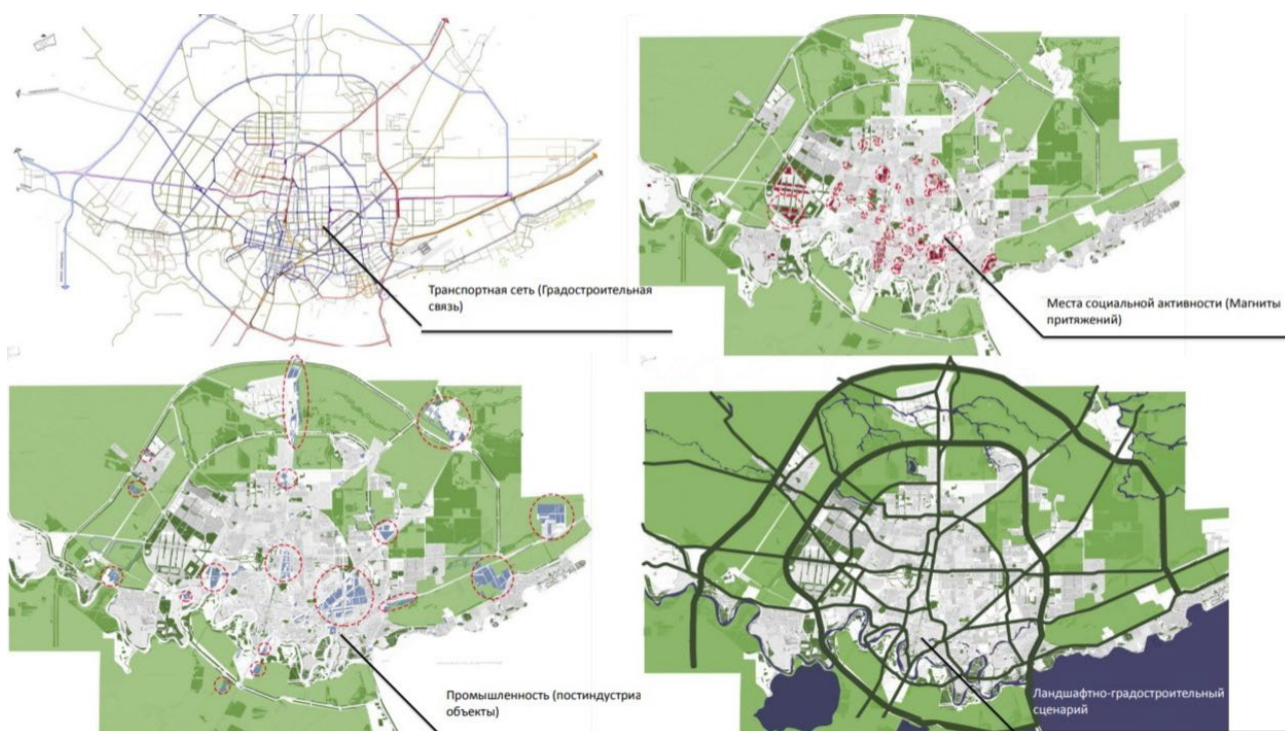 Транспортная сеть (Градостроительная
связь)
Места социальной активности (Магниты
притяжений)
Промышленность (постиндустриа
объекты)
Ландшафтно-градостроительный
сценарий